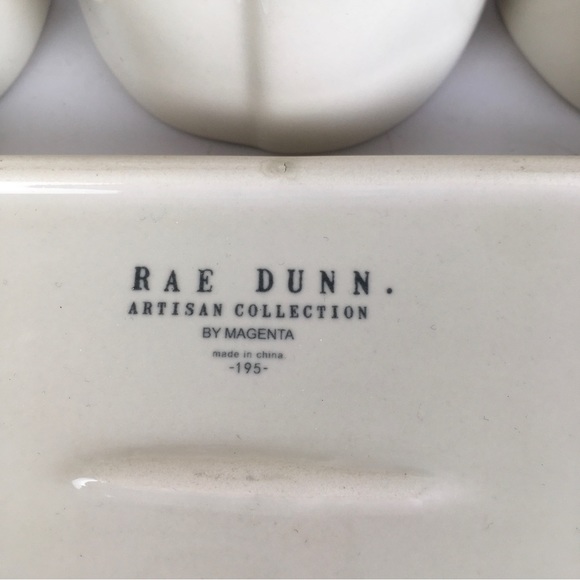 RAE DUNN.
ARTISAN COLLECTION
BY MAGENTA
made in china
-195-